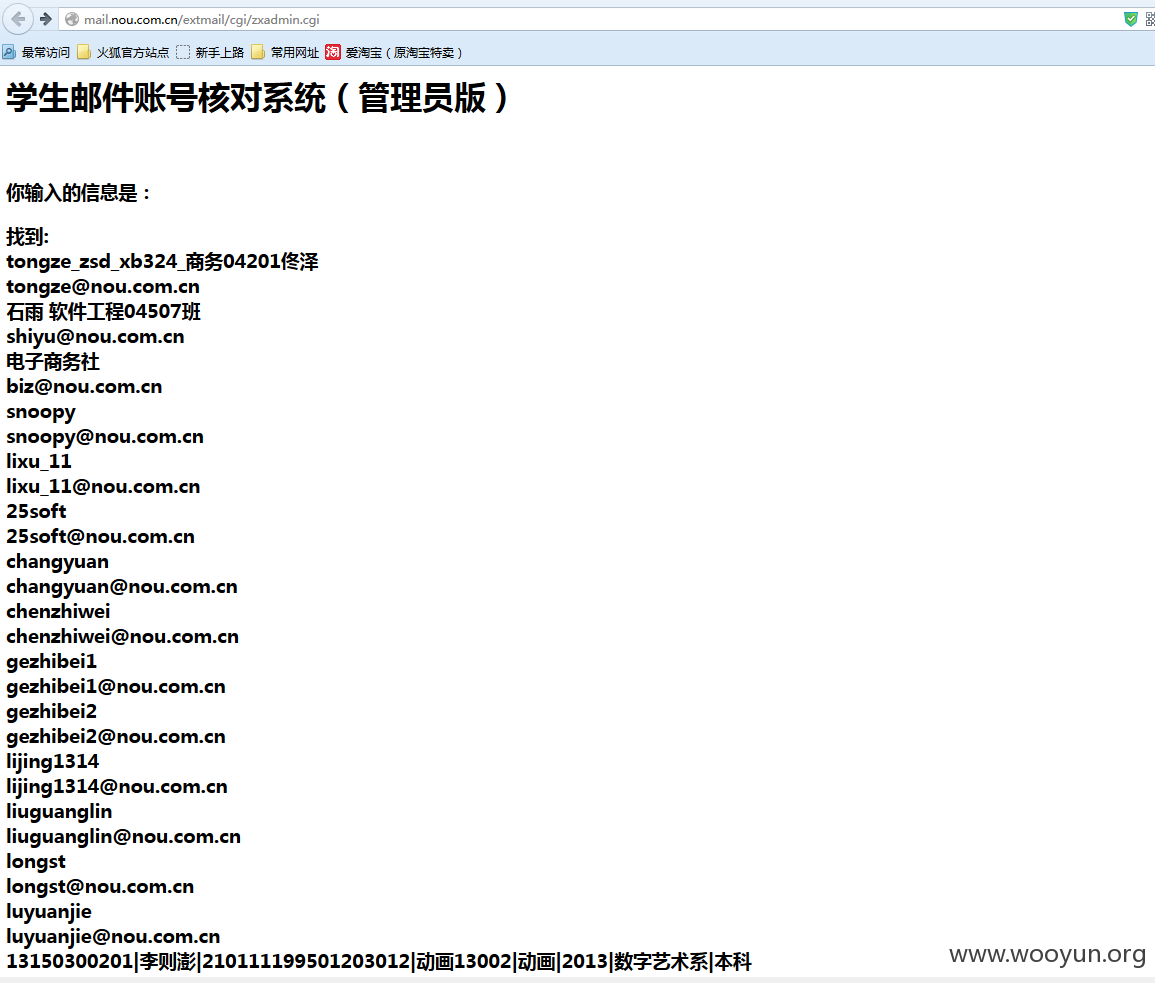 mail.nou.com.cn/extmail/cgi/zxadmin.cgi
最常访问 火狐官方站点 新手上路 常用网址 淘 爱淘宝（原淘宝特卖）
学生邮件账号核对系统（管理员版）
你输入的信息是：
找到:
tongze_zsd_xb324_商务04201佟泽
tongze@nou.com.cn
石雨 软件工程04507班
shiyu@nou.com.cn
电子商务社
biz@nou.com.cn
snoopy
snoopy@nou.com.cn
lixu_11
lixu_11@nou.com.cn
25soft
25soft@nou.com.cn
changyuan
changyuan@nou.com.cn
chenzhiwei
chenzhiwei@nou.com.cn
gezhibei1
gezhibei1@nou.com.cn
gezhibei2
gezhibei2@nou.com.cn
lijing1314
lijing1314@nou.com.cn
liuguanglin
liuguanglin@nou.com.cn
longst
longst@nou.com.cn
luyuanjie
luyuanjie@nou.com.cn
13150300201|李则澎|210111199501203012|动画13002|动画|2013|数字艺术系|本科
www.wooyun.org